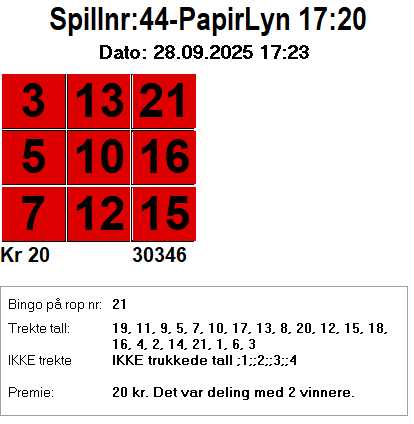 Spillnr:44-PapirLyn 17:20
Dato: 28.09.2025 17:23
3 13 21
5 10 16
7 12 15
Kr 20 30346
Bingo på rop nr: 21
Trekte tall: 19, 11, 9, 5, 7, 10, 17, 13, 8, 20, 12, 15, 18,
16, 4, 2, 14, 21, 1, 6, 3
IKKE trekte IKKE trukkede tall ;1;;2;;3;;4
Premie: 20 kr. Det var deling med 2 vinnere.